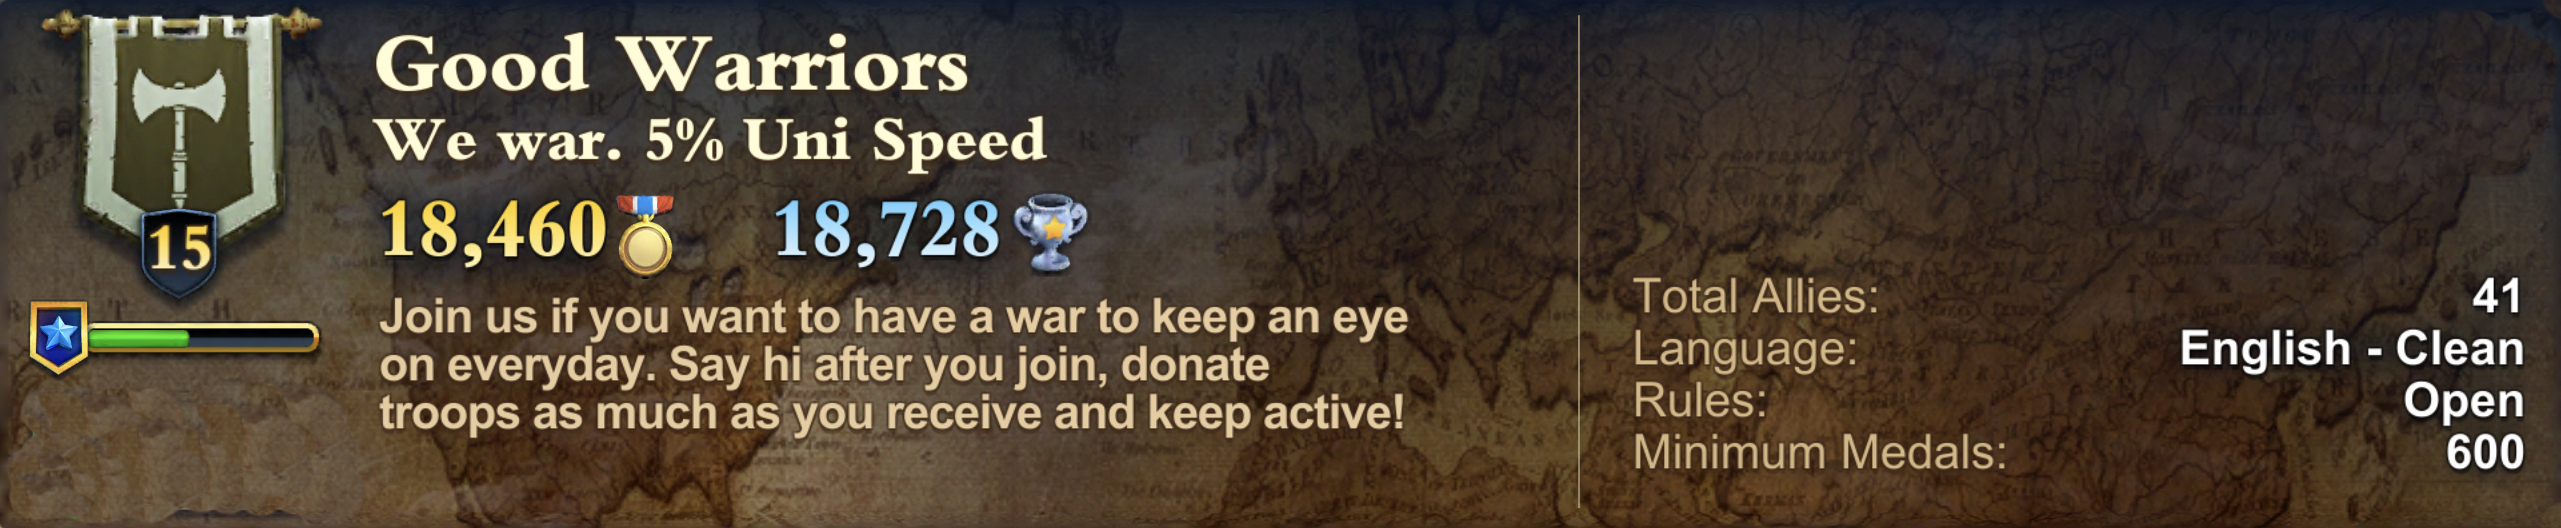 Good Warriors
We war. 5% Uni Speed
18,460 18,728
15
Join us if you want to have a war to keep an eye
on everyday. Say hi after you join, donate
troops as much as you receive and keep active!
Total Allies: 41
Language: English - Clean
Rules: Open
Minimum Medals: 600